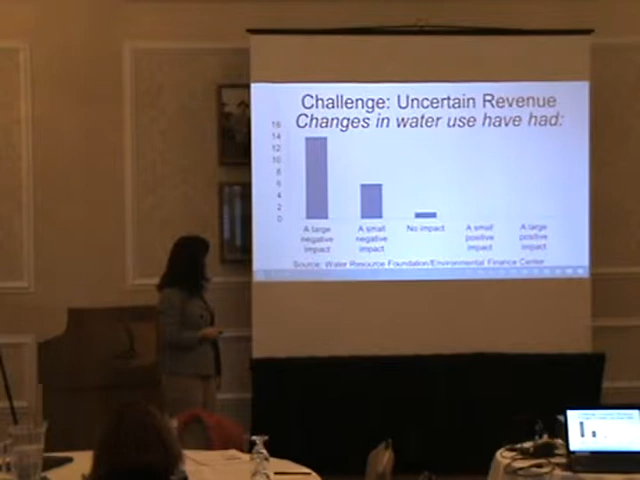 Challenge: Uncertain Revenue
Changes in water use have had:
16
14
12
10
8
6
4
2
0
A large negative impact
A small negative impact
No impact
A small positive impact
A large positive impact
Source: Water Resource Foundation/Environmental Finance Center